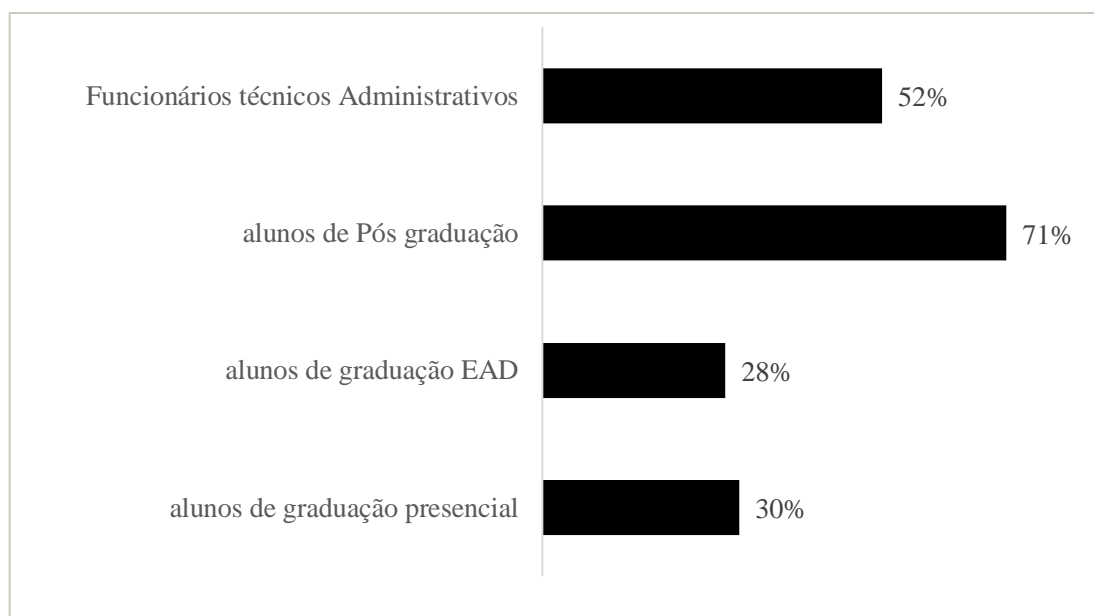 Funcionários técnicos Administrativos 52%
alunos de Pós graduação 71%
alunos de graduação EAD 28%
alunos de graduação presencial 30%